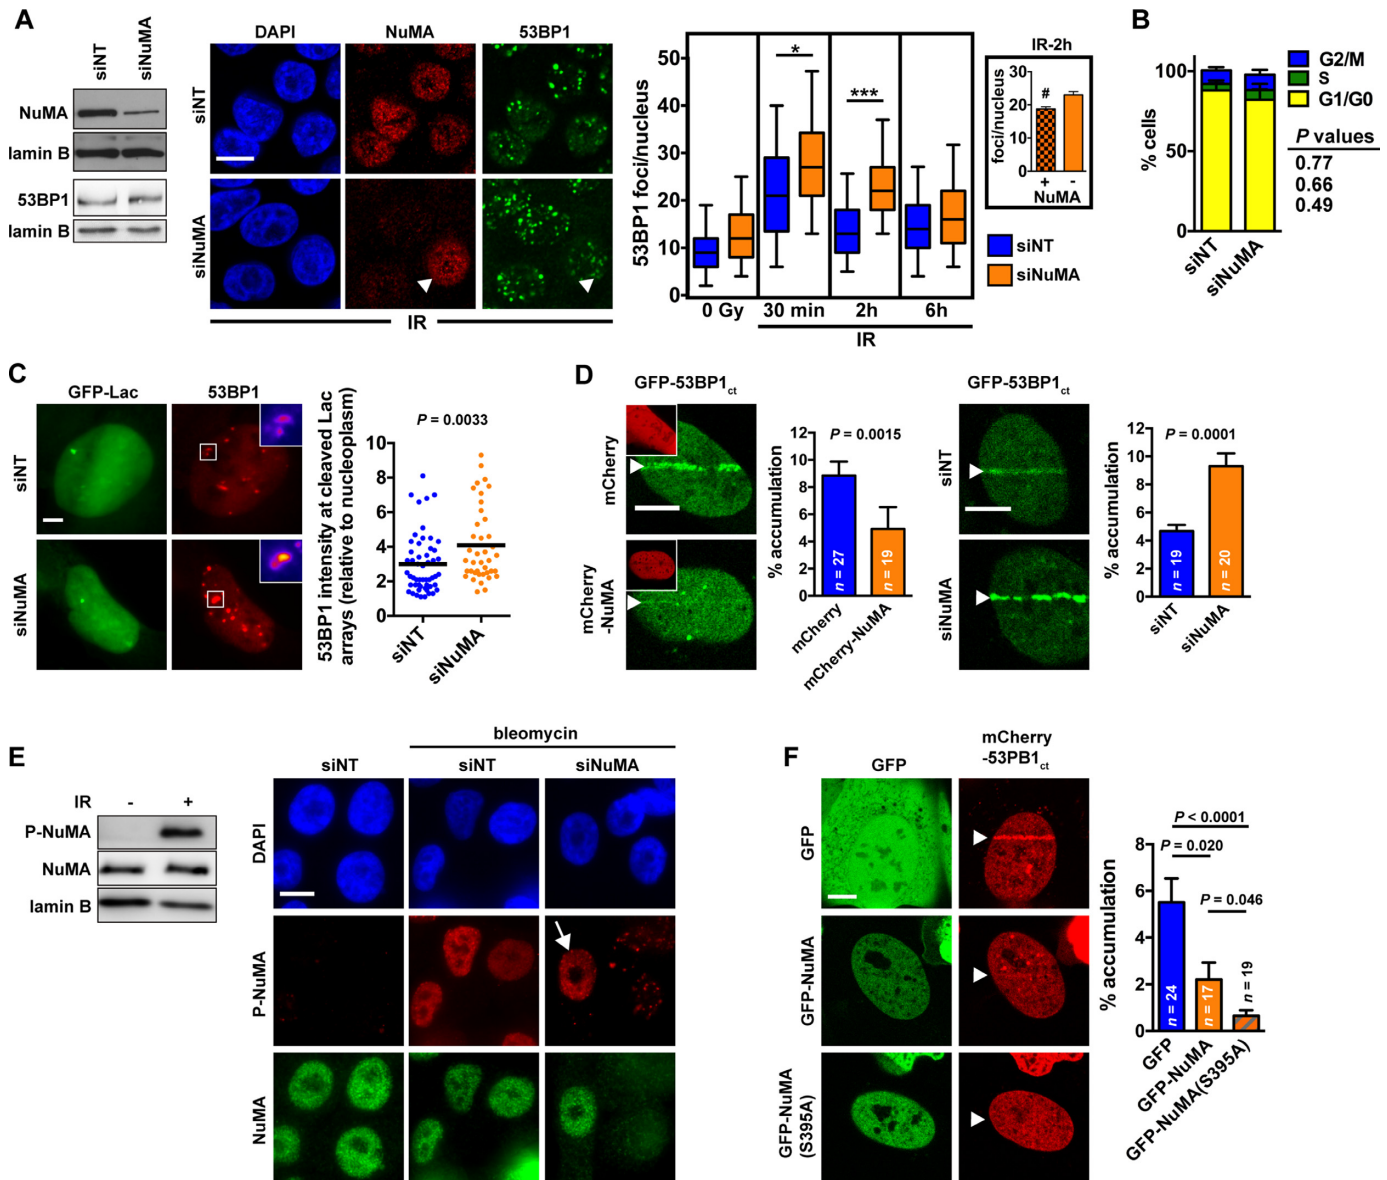 A
siNT
siNuMA
NuMA
lamin B
53BP1
lamin B
DAPI
NuMA
53BP1
siNT
siNuMA
IR
53BP1 foci/nucleus
50
40
30
20
10
0
*
***
0 Gy
30 min
2h
6h
IR
IR-2h
foci/nucleus
30
20
10
0
#
+
-
NuMA
siNT
siNuMA
B
% cells
100
50
0
siNT
siNuMA
G2/M
S
G1/G0
P values
0.77
0.66
0.49
C
GFP-Lac
53BP1
siNT
siNuMA
53BP1 intensity at cleaved Lac
arrays (relative to nucleoplasm)
P = 0.0033
10
8
6
4
2
0
siNT
siNuMA
D
GFP-53BP1ct
mCherry
mCherry
-NuMA
% accumulation
12
10
8
6
4
2
0
P = 0.0015
n = 27
n = 19
mCherry
mCherry-NuMA
GFP-53BP1ct
siNT
siNuMA
% accumulation
12
10
8
6
4
2
0
P = 0.0001
n = 19
n = 20
siNT
siNuMA
E
IR
-
+
P-NuMA
NuMA
lamin B
bleomycin
siNT
siNT
siNuMA
DAPI
P-NuMA
NuMA
F
GFP
mCherry
-53PB1ct
GFP
GFP-NuMA
GFP-NuMA
(S395A)
% accumulation
8
6
4
2
0
P < 0.0001
P = 0.020
P = 0.046
n = 24
n = 17
n = 19
GFP
GFP-NuMA
GFP-NuMA(S395A)